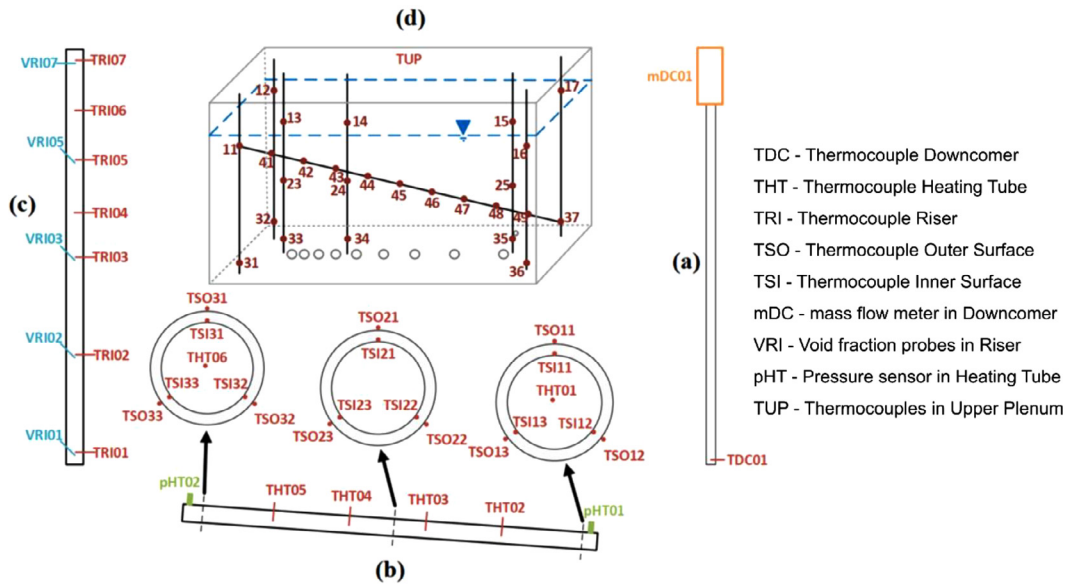 (d)
TUP
12
17
13
14
15
11
16
41
42
43
23
24
44
45
25
46
47
48
49
37
32
33
34
35
31
36
VRI07
TRI07
TRI06
VRI05
TRI05
(c)
TRI04
VRI03
TRI03
VRI02
TRI02
VRI01
TRI01
mDC01
(a)
TDC01
TDC - Thermocouple Downcomer
THT - Thermocouple Heating Tube
TRI - Thermocouple Riser
TSO - Thermocouple Outer Surface
TSI - Thermocouple Inner Surface
mDC - mass flow meter in Downcomer
VRI - Void fraction probes in Riser
pHT - Pressure sensor in Heating Tube
TUP - Thermocouples in Upper Plenum
TSO31
TSI31
THT06
TSI33 TSI32
TSO33 TSO32
TSO21
TSI21
TSI23 TSI22
TSO23 TSO22
TSO11
TSI11
THT01
TSI13 TSI12
TSO13 TSO12
pHT02
THT05
THT04
THT03
THT02
pHT01
(b)